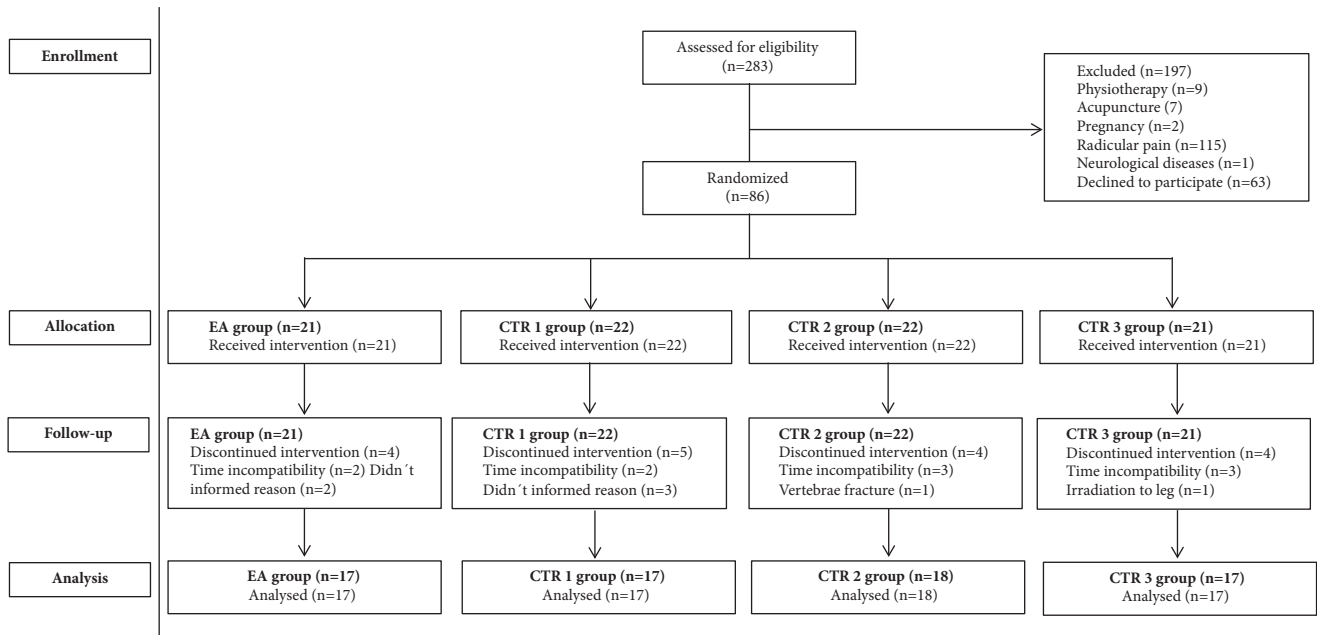 Enrollment
Assessed for eligibility
(n=283)
Excluded (n=197)
Physiotherapy (n=9)
Acupuncture (7)
Pregnancy (n=2)
Radicular pain (n=115)
Neurological diseases (n=1)
Declined to participate (n=63)
Randomized
(n=86)
Allocation
EA group (n=21)
Received intervention (n=21)
CTR 1 group (n=22)
Received intervention (n=22)
CTR 2 group (n=22)
Received intervention (n=22)
CTR 3 group (n=21)
Received intervention (n=21)
Follow-up
EA group (n=21)
Discontinued intervention (n=4)
Time incompatibility (n=2) Didn´t
informed reason (n=2)
CTR 1 group (n=22)
Discontinued intervention (n=5)
Time incompatibility (n=2)
Didn´t informed reason (n=3)
CTR 2 group (n=22)
Discontinued intervention (n=4)
Time incompatibility (n=3)
Vertebrae fracture (n=1)
CTR 3 group (n=21)
Discontinued intervention (n=4)
Time incompatibility (n=3)
Irradiation to leg (n=1)
Analysis
EA group (n=17)
Analysed (n=17)
CTR 1 group (n=17)
Analysed (n=17)
CTR 2 group (n=18)
Analysed (n=18)
CTR 3 group (n=17)
Analysed (n=17)